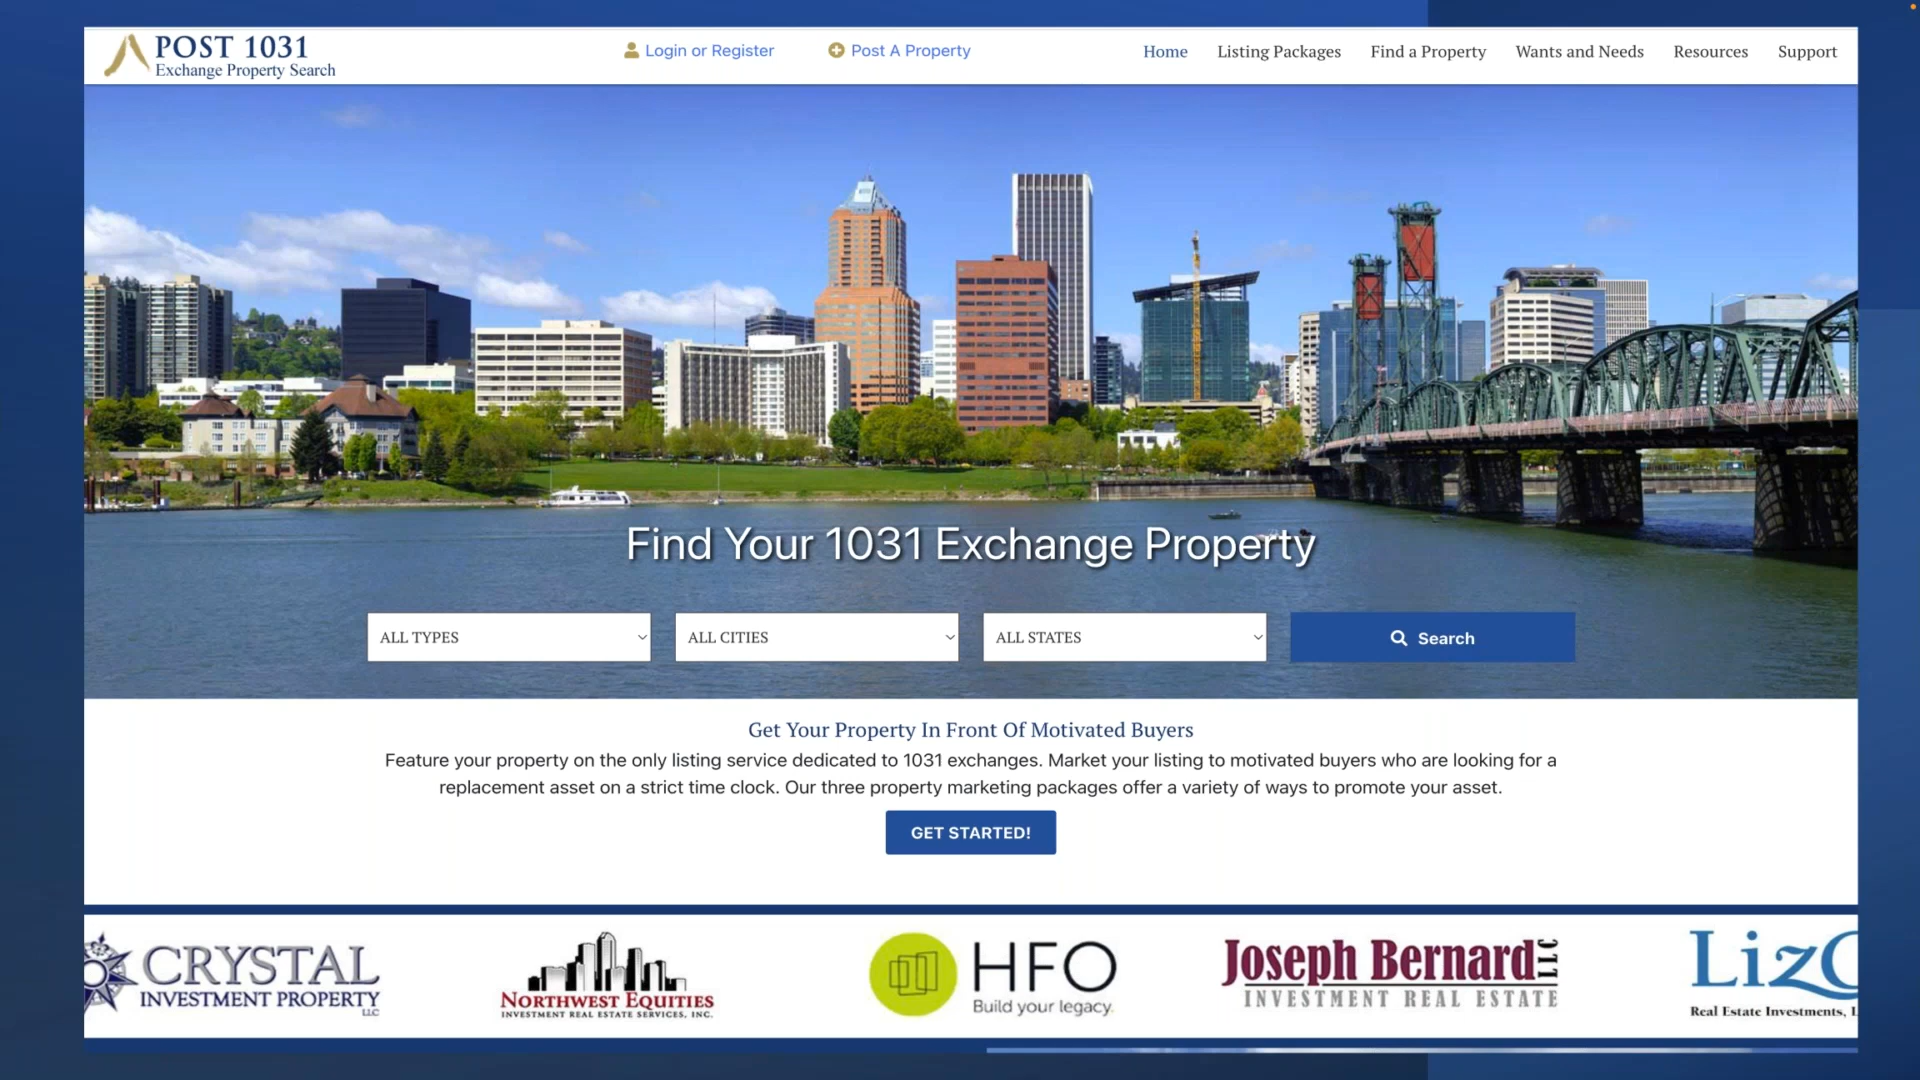 POST 1031
Exchange Property Search
Login or Register
Post A Property
Home
Listing Packages
Find a Property
Wants and Needs
Resources
Support
Find Your 1031 Exchange Property
ALL TYPES
ALL CITIES
ALL STATES
Search
Get Your Property In Front Of Motivated Buyers
Feature your property on the only listing service dedicated to 1031 exchanges. Market your listing to motivated buyers who are looking for a
replacement asset on a strict time clock. Our three property marketing packages offer a variety of ways to promote your asset.
GET STARTED!
CRYSTAL
INVESTMENT PROPERTY
LLC
NORTHWEST EQUITIES
INVESTMENT REAL ESTATE SERVICES, INC.
HFO
Build your legacy.
Joseph Bernard LLC
INVESTMENT REAL ESTATE
Liz
Real Estate Investments,